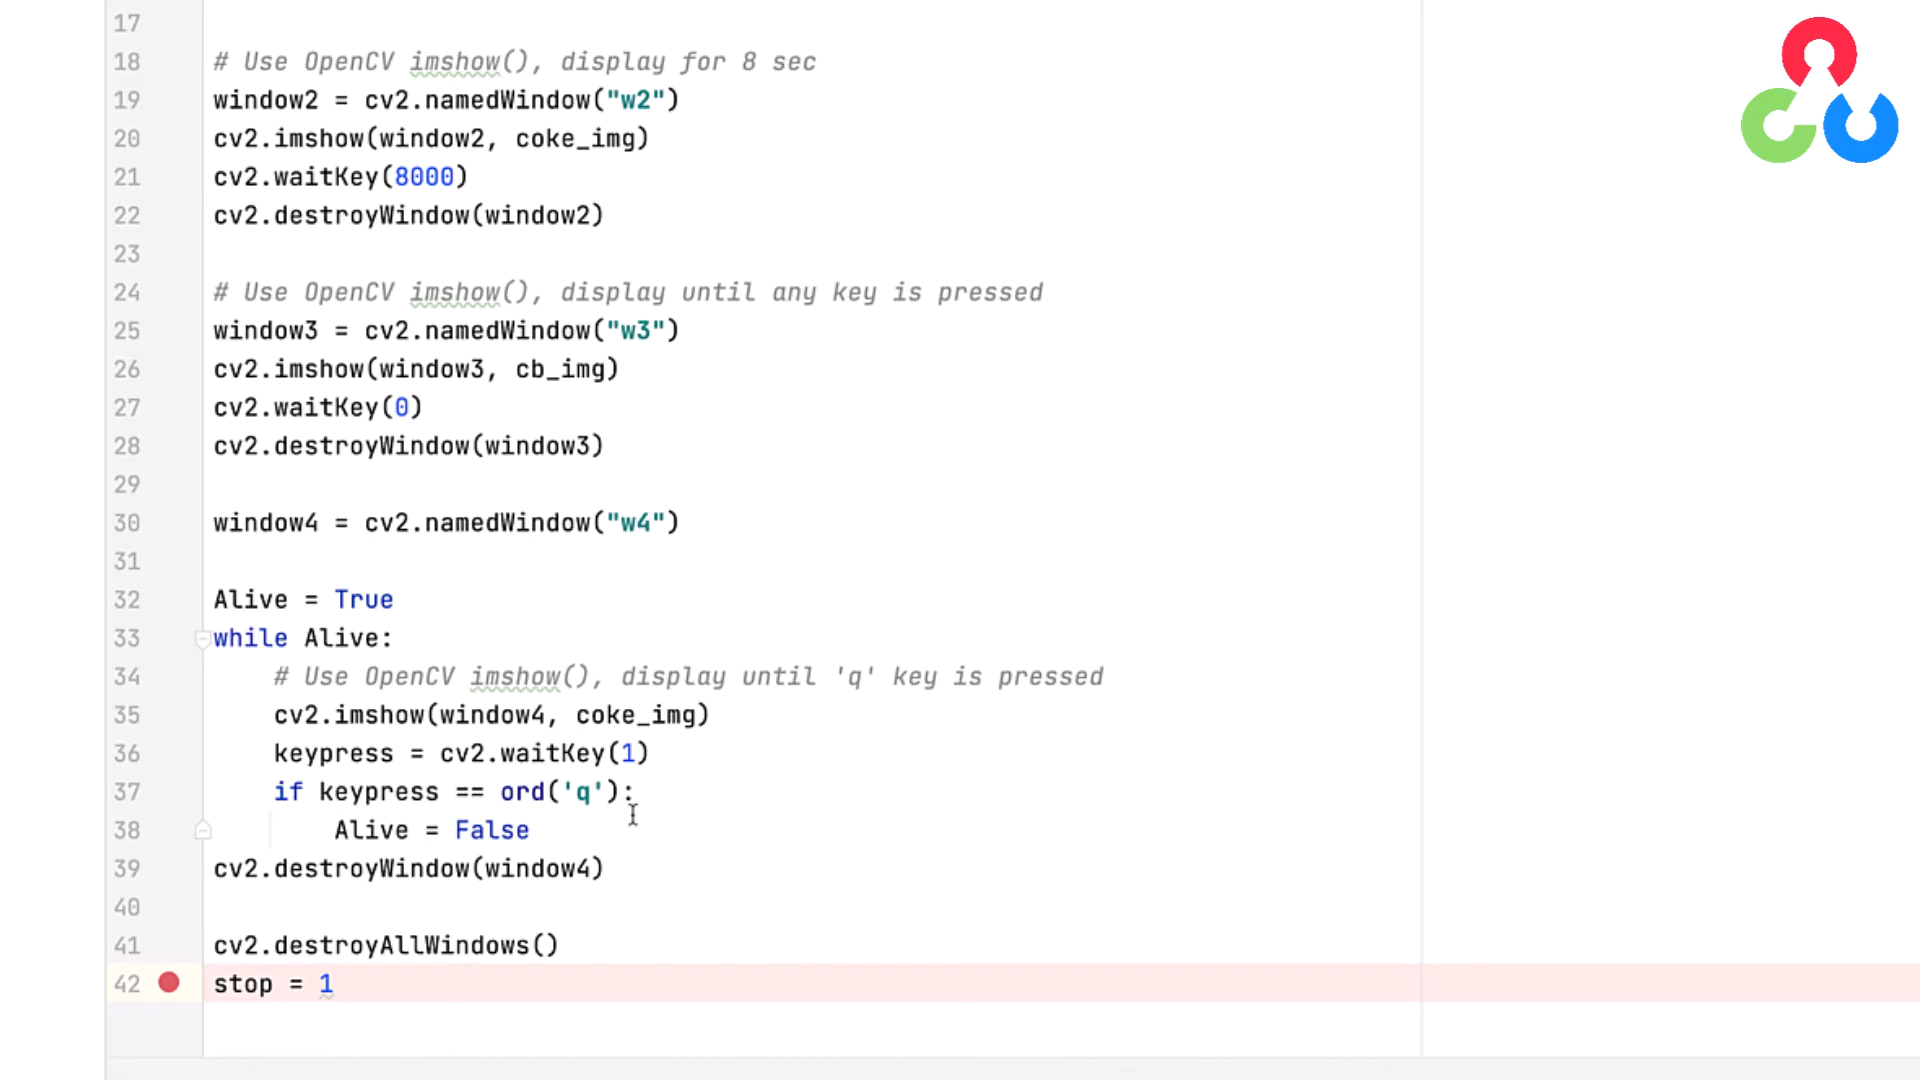 17
18 # Use OpenCV imshow(), display for 8 sec
19 window2 = cv2.namedWindow("w2")
20 cv2.imshow(window2, coke_img)
21 cv2.waitKey(8000)
22 cv2.destroyWindow(window2)
23
24 # Use OpenCV imshow(), display until any key is pressed
25 window3 = cv2.namedWindow("w3")
26 cv2.imshow(window3, cb_img)
27 cv2.waitKey(0)
28 cv2.destroyWindow(window3)
29
30 window4 = cv2.namedWindow("w4")
31
32 Alive = True
33 while Alive:
34     # Use OpenCV imshow(), display until 'q' key is pressed
35     cv2.imshow(window4, coke_img)
36     keypress = cv2.waitKey(1)
37     if keypress == ord('q'):
38         Alive = False
39 cv2.destroyWindow(window4)
40
41 cv2.destroyAllWindows()
42 stop = 1